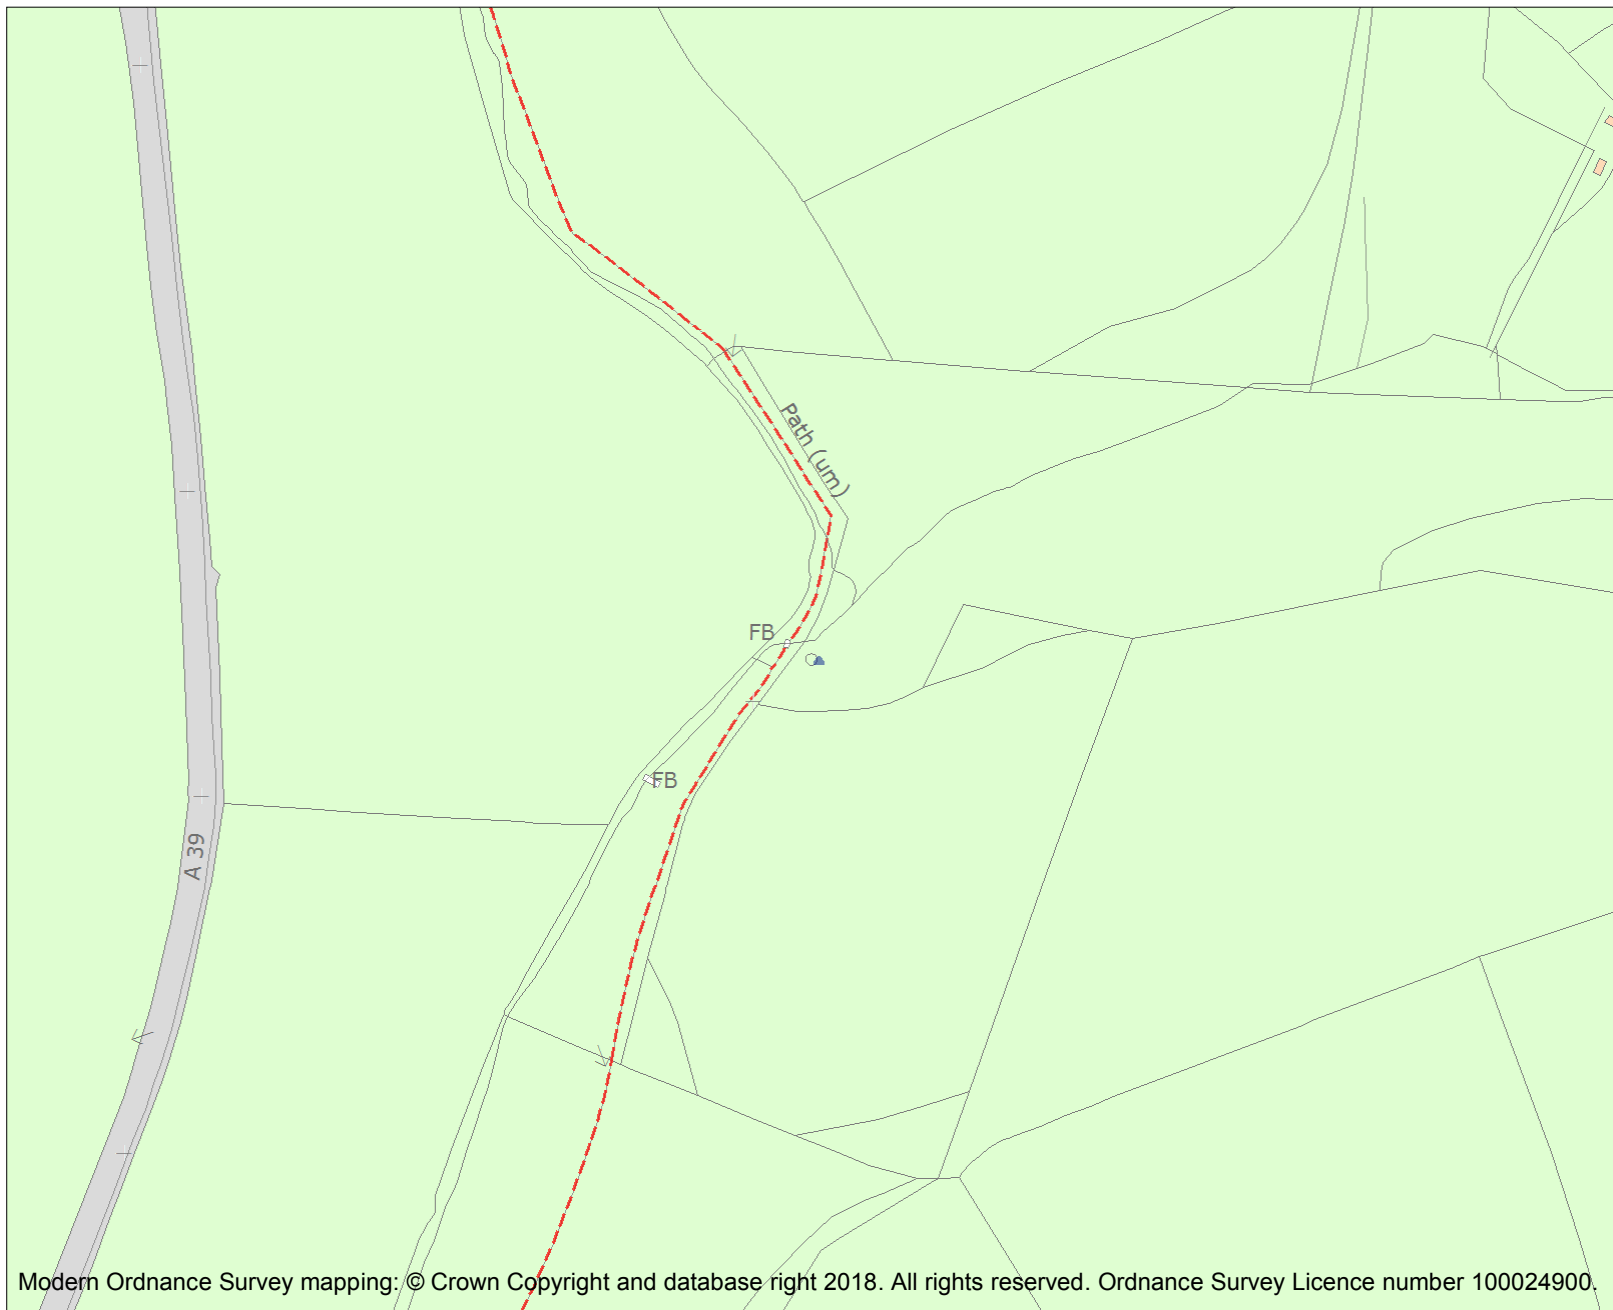 Path (um)
FB
FB
A 39
Modern Ordnance Survey mapping: © Crown Copyright and database right 2018. All rights reserved. Ordnance Survey Licence number 100024900.